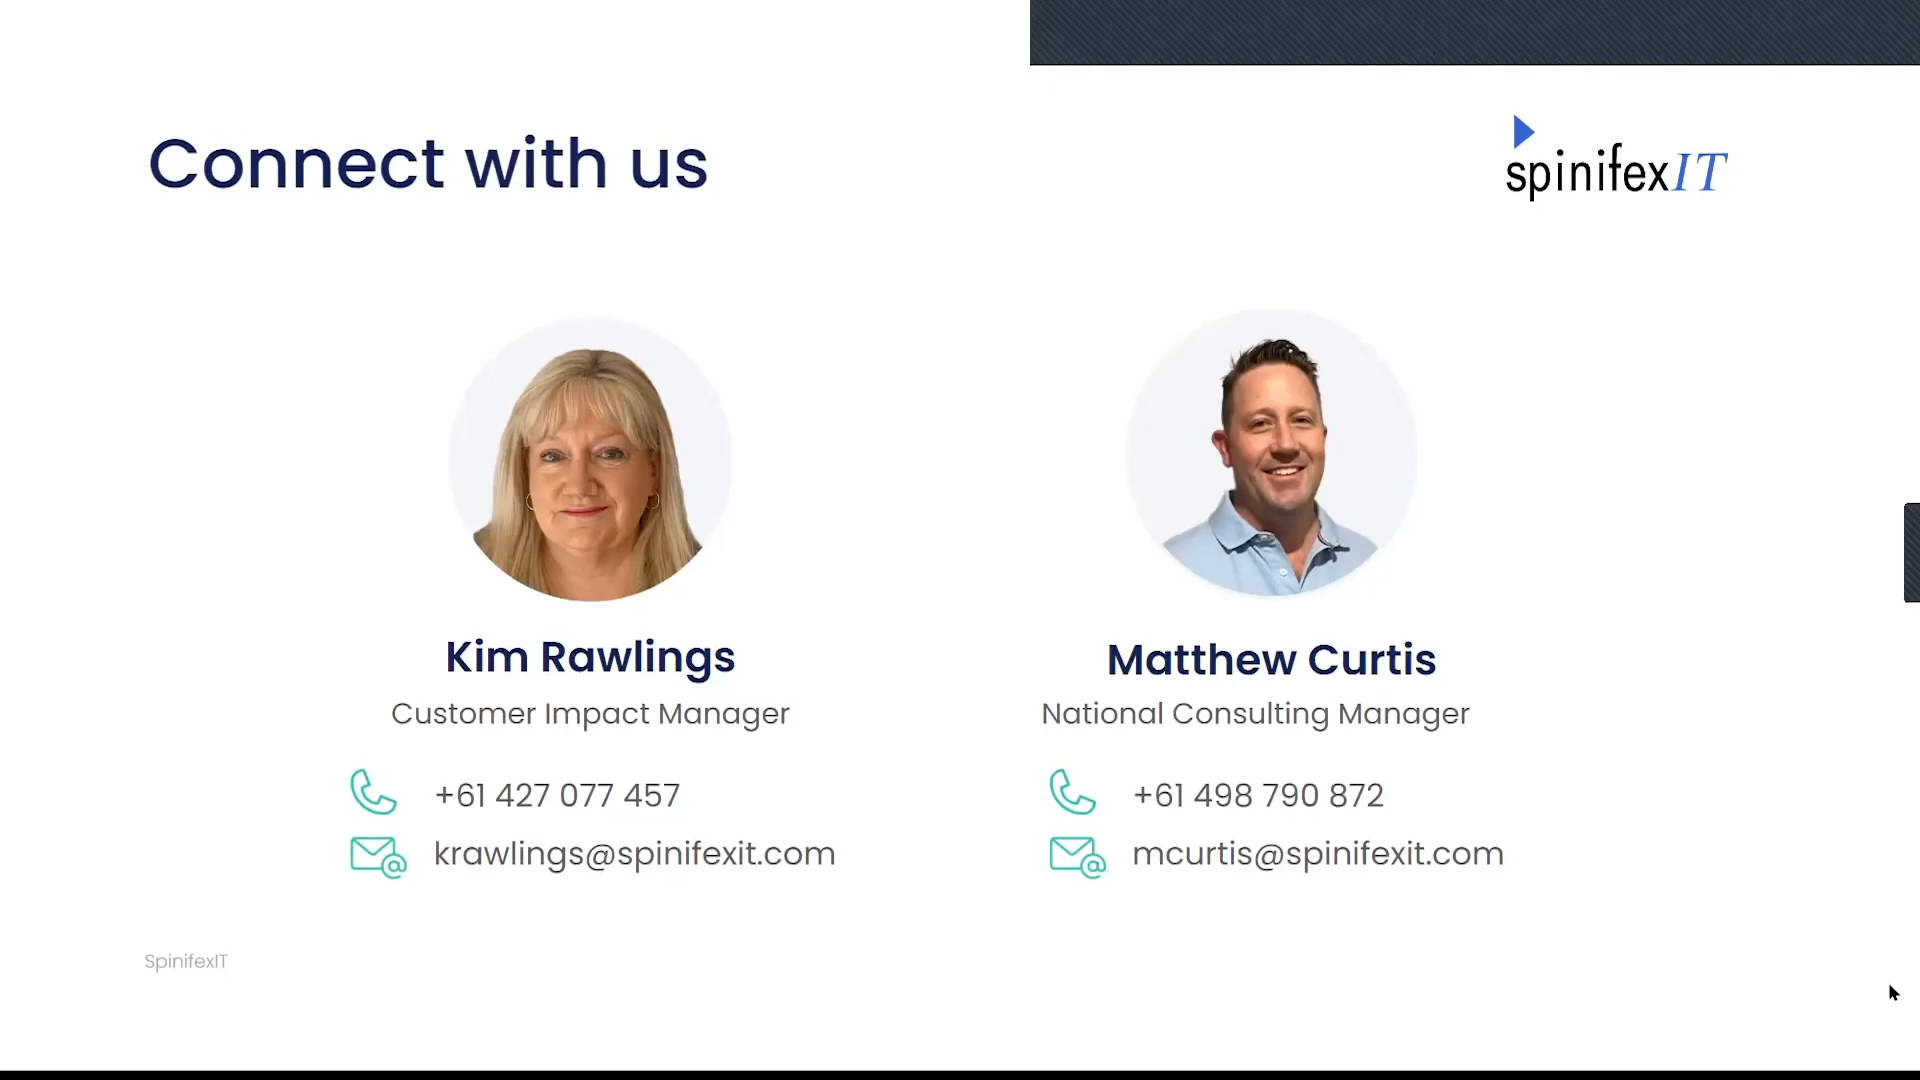 Connect with us
spinifexIT
Kim Rawlings
Customer Impact Manager
+61 427 077 457
krawlings@spinifexit.com
Matthew Curtis
National Consulting Manager
+61 498 790 872
mcurtis@spinifexit.com
SpinifexIT